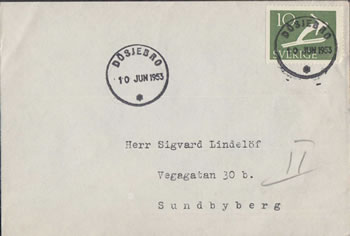 10
SVERIGE
DÖSJEBRO
10 JUN 1953
DÖSJEBRO
10 JUN 1953
Herr Sigvard Lindelöf
Vegagatan 30 b.
Sundbyberg
II